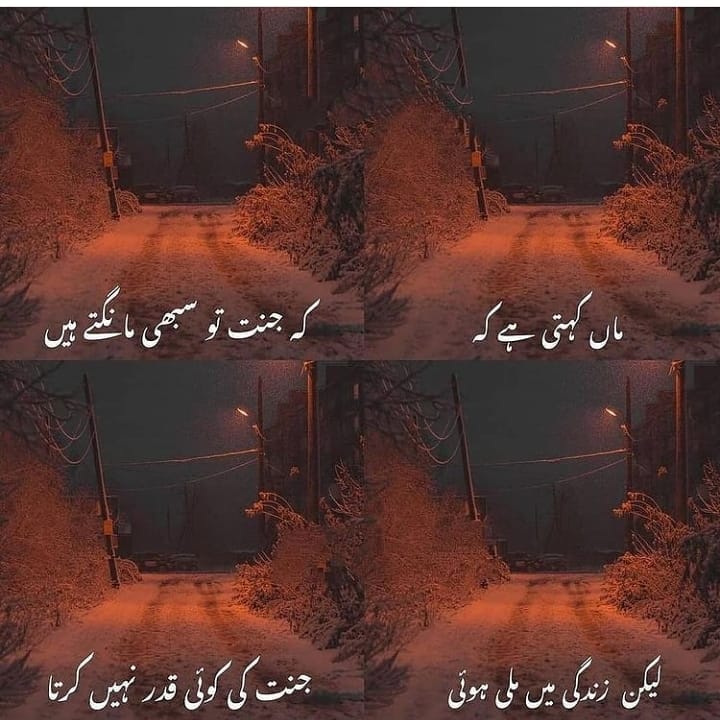 ماں کہتی ہے کہ
کہ جنت تو سبھی مانگتے ہیں
لیکن زندگی میں ملی ہوئی
جنت کی کوئی قدر نہیں کرتا